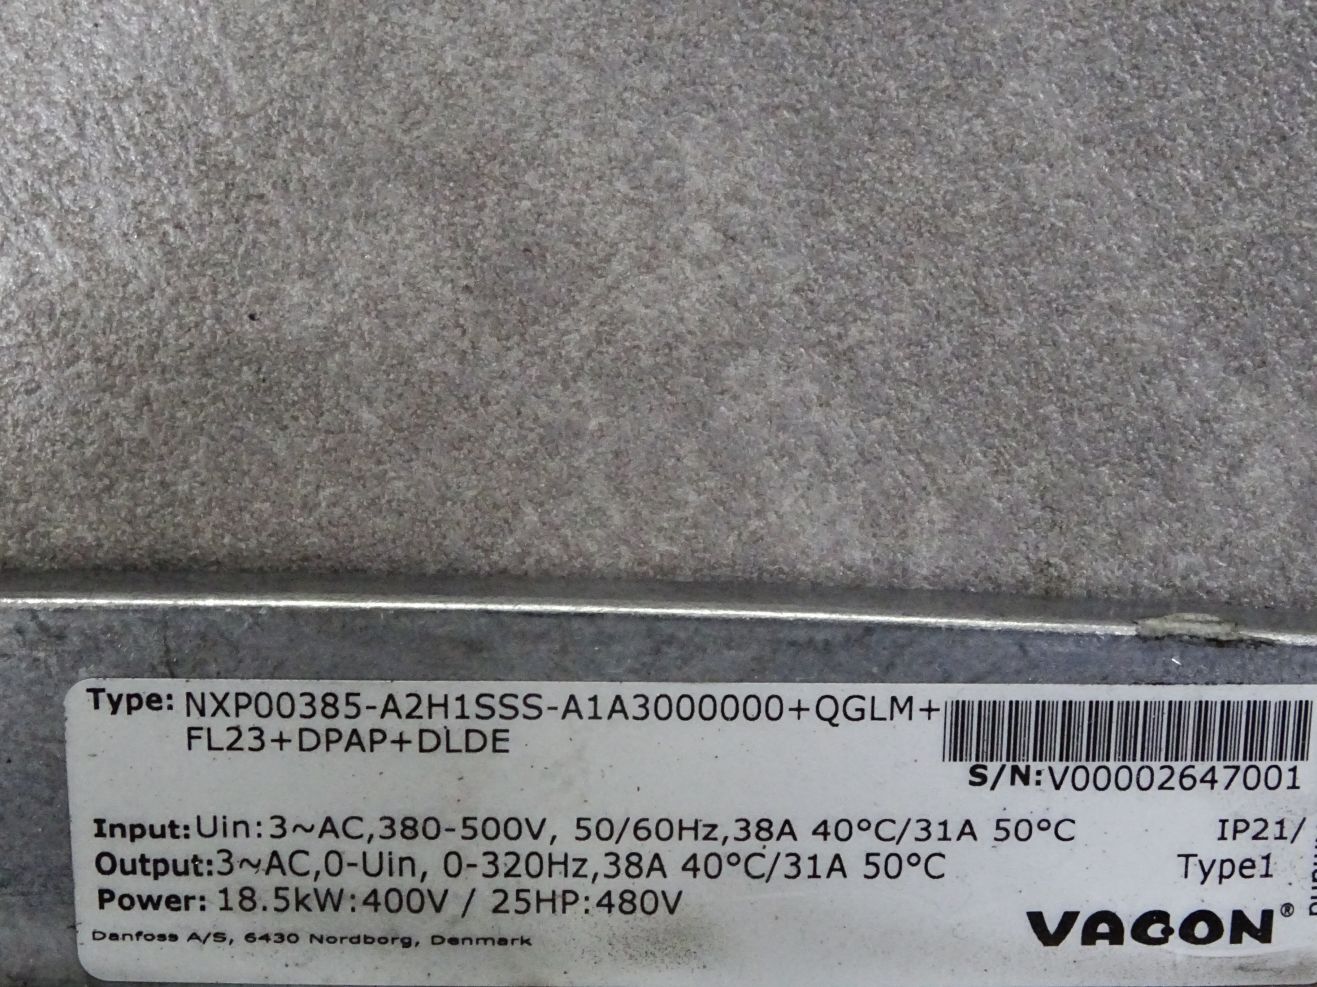 Type: NXP00385-A2H1SSS-A1A3000000+QGLM+
FL23+DPAP+DLDE
S/N:V00002647001
Input:Uin:3~AC,380-500V, 50/60Hz,38A 40°C/31A 50°C
IP21/
Output:3~AC,0-Uin, 0-320Hz,38A 40°C/31A 50°C
Type1
Power: 18.5kW:400V / 25HP:480V
Danfoss A/S, 6430 Nordborg, Denmark
VACON®